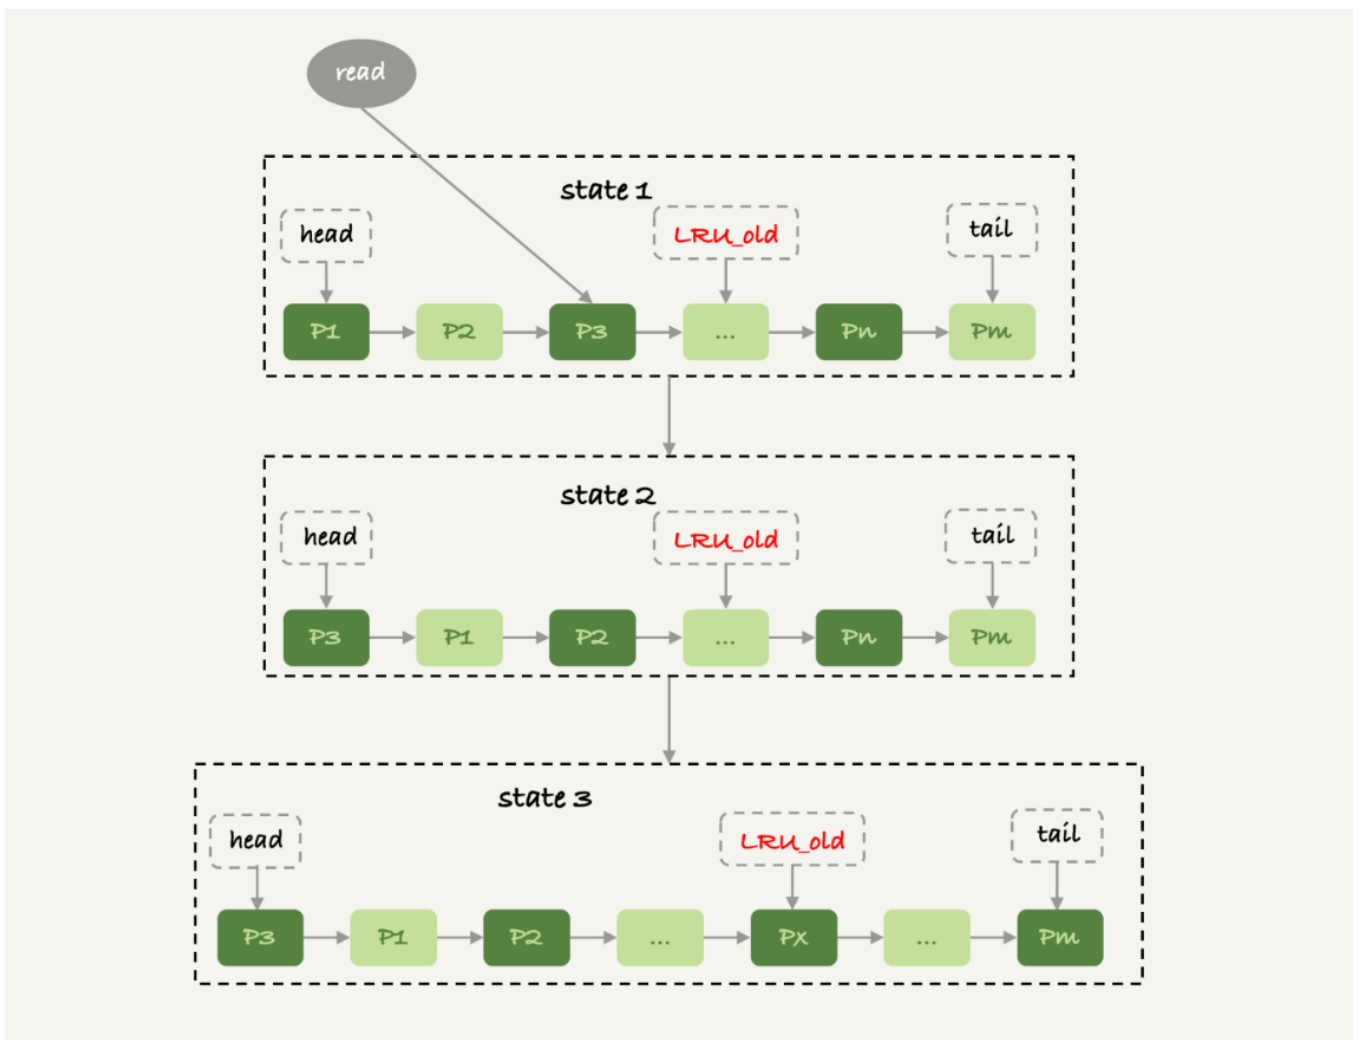 read
state 1
head
LRU_old
tail
P1
P2
P3
...
Pn
Pm
state 2
head
LRU_old
tail
P3
P1
P2
...
Pn
Pm
state 3
head
LRU_old
tail
P3
P1
P2
...
Px
...
Pm